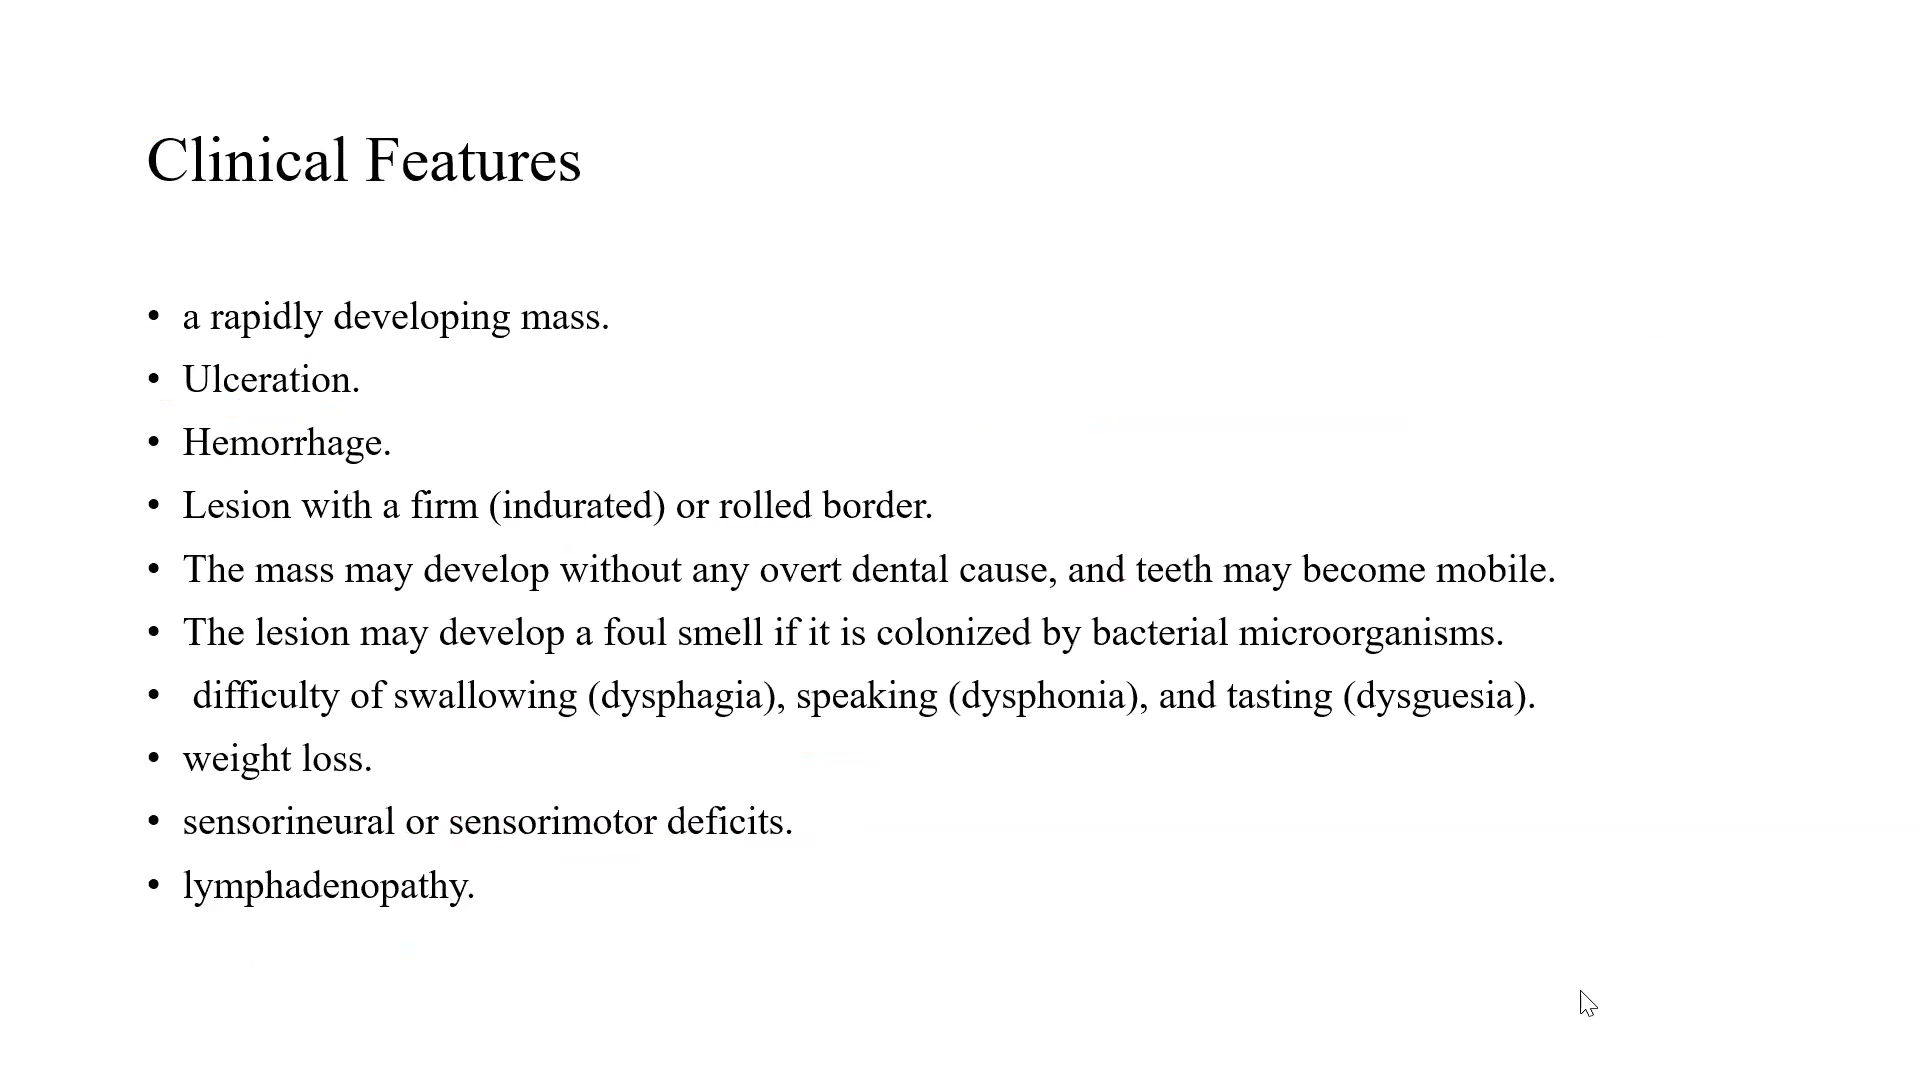 Clinical Features
• a rapidly developing mass.
• Ulceration.
• Hemorrhage.
• Lesion with a firm (indurated) or rolled border.
• The mass may develop without any overt dental cause, and teeth may become mobile.
• The lesion may develop a foul smell if it is colonized by bacterial microorganisms.
• difficulty of swallowing (dysphagia), speaking (dysphonia), and tasting (dysguesia).
• weight loss.
• sensorineural or sensorimotor deficits.
• lymphadenopathy.